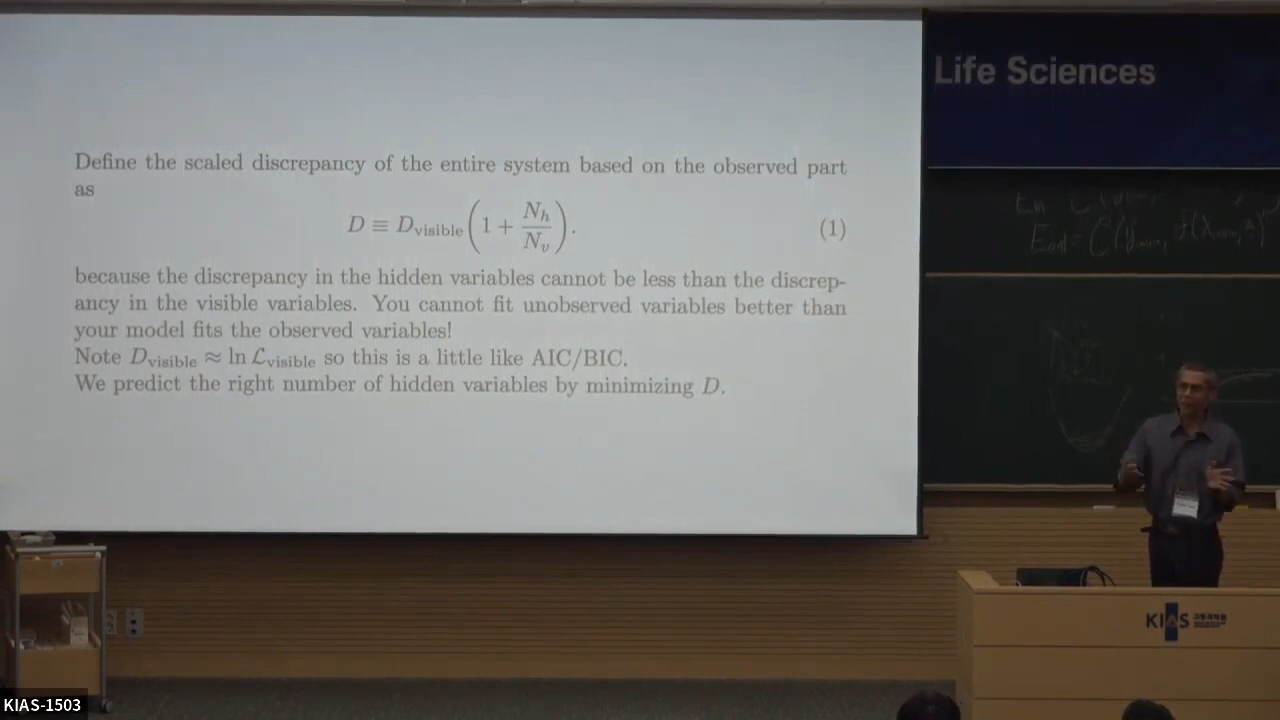 Life Sciences
Define the scaled discrepancy of the entire system based on the observed part
as
D ≡ D_visible (1 + N_h / N_v). (1)
because the discrepancy in the hidden variables cannot be less than the discrep-
ancy in the visible variables. You cannot fit unobserved variables better than
your model fits the observed variables!
Note D_visible ≈ ln ℒ_visible so this is a little like AIC/BIC.
We predict the right number of hidden variables by minimizing D.
KIAS
KIAS-1503